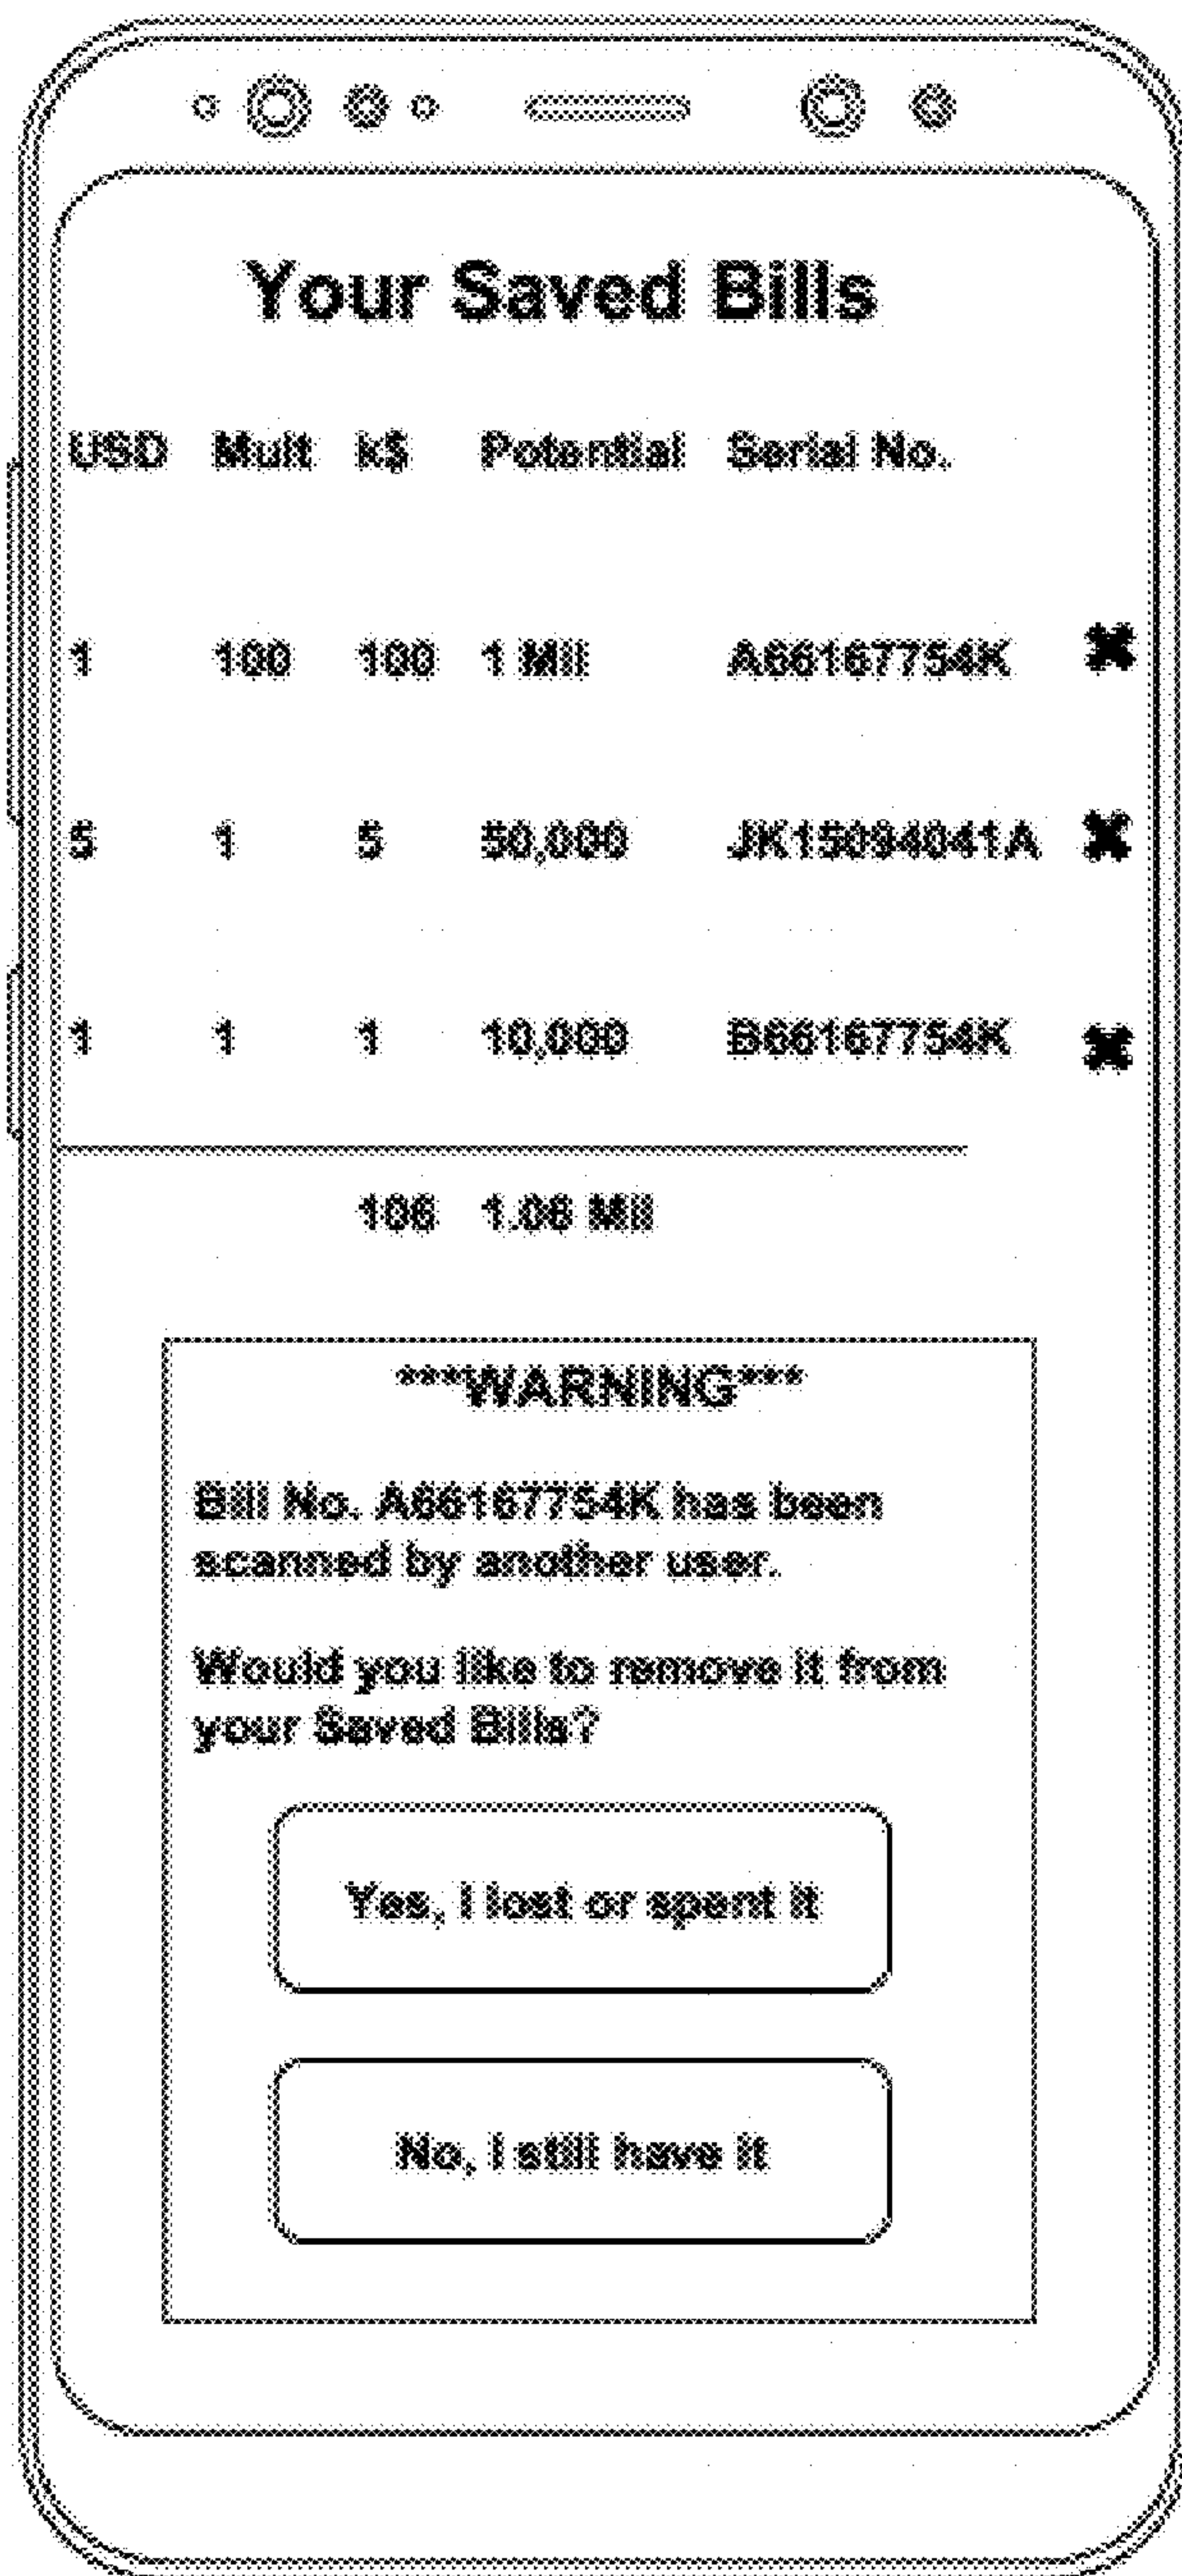 Your Saved Bills
USD Mult k$ Potential Serial No.
1 100 100 1 Mil A66167754K ✖
5 1 5 50,000 JK15094041A ✖
1 1 1 10,000 B66167754K ✖
106 1.06 Mil
***WARNING***
Bill No. A66167754K has been
scanned by another user.
Would you like to remove it from
your Saved Bills?
Yes, I lost or spent it
No, I still have it